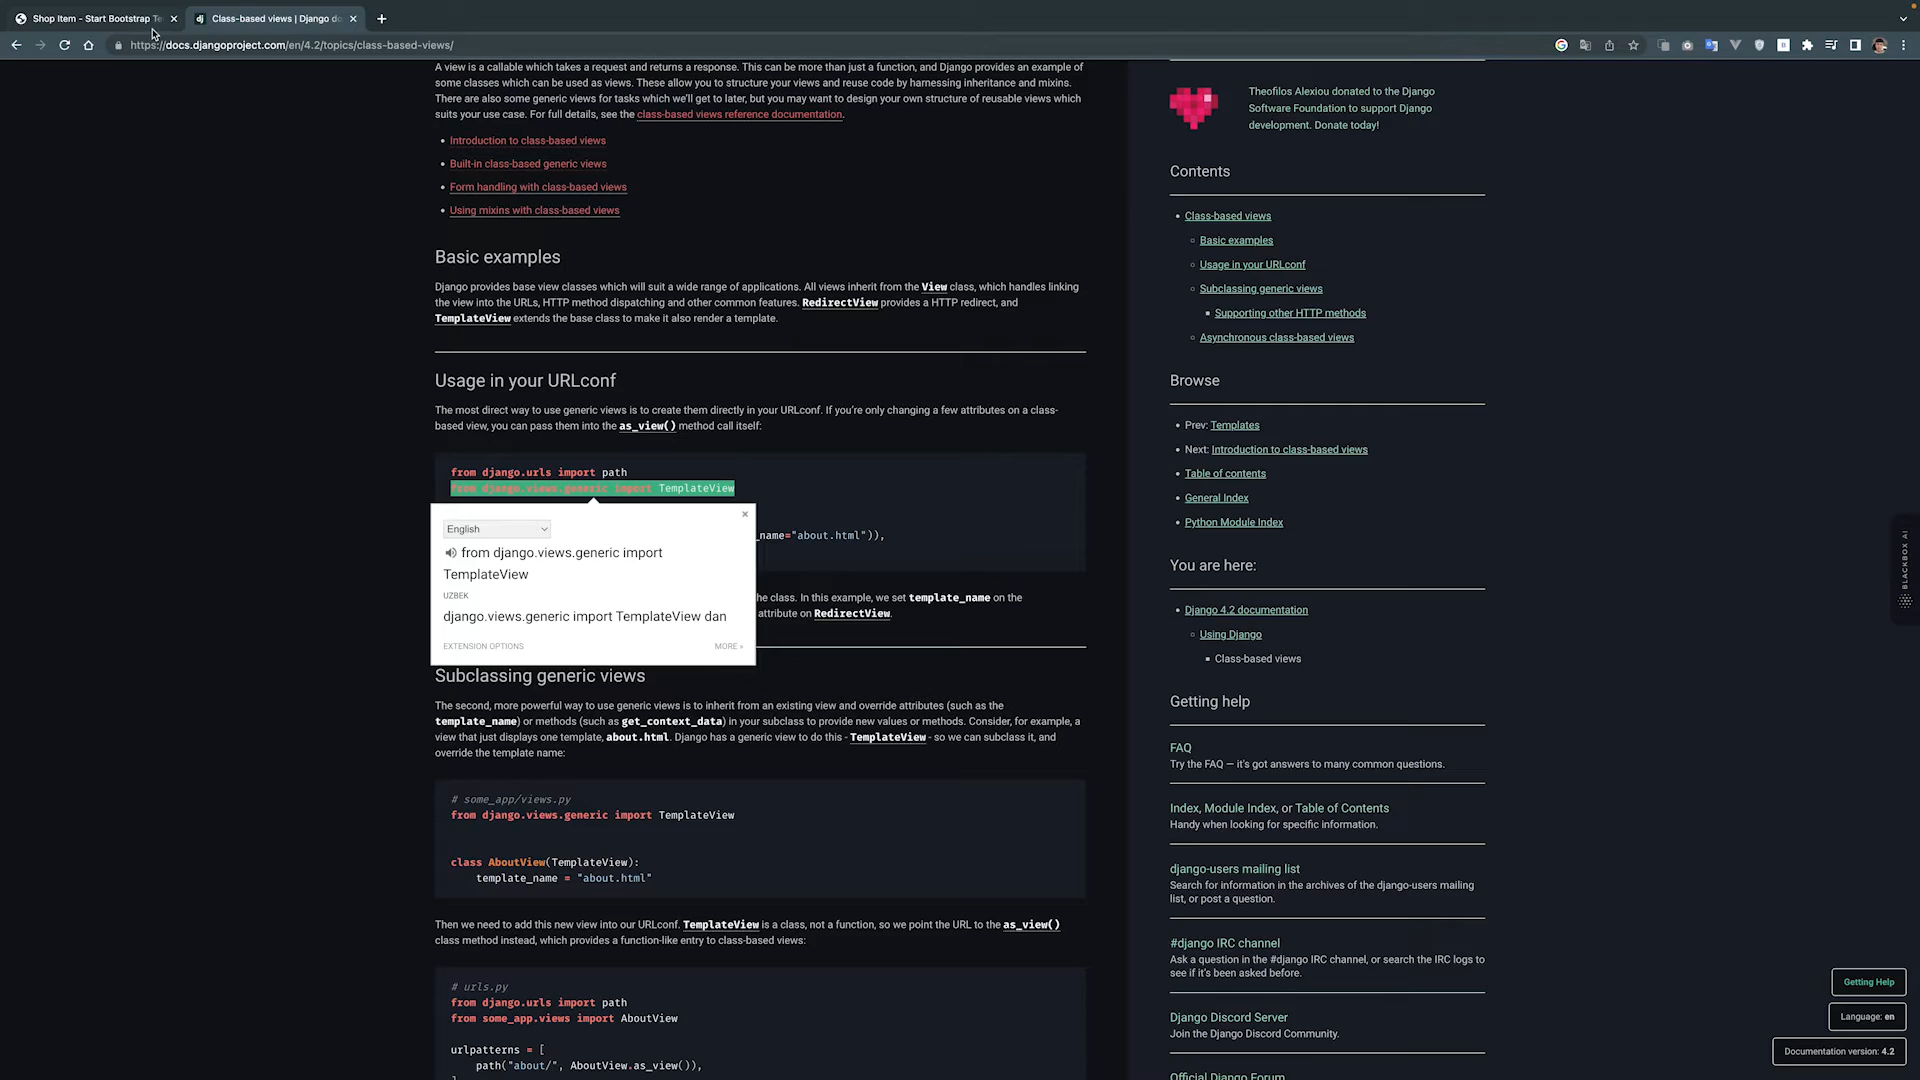 Shop Item - Start Bootstrap Te
Class-based views | Django do
https://docs.djangoproject.com/en/4.2/topics/class-based-views/
A view is a callable which takes a request and returns a response. This can be more than just a function, and Django provides an example of
some classes which can be used as views. These allow you to structure your views and reuse code by harnessing inheritance and mixins.
There are also some generic views for tasks which we'll get to later, but you may want to design your own structure of reusable views which
suits your use case. For full details, see the class-based views reference documentation.
• Introduction to class-based views
• Built-in class-based generic views
• Form handling with class-based views
• Using mixins with class-based views
Basic examples
Django provides base view classes which will suit a wide range of applications. All views inherit from the View class, which handles linking
the view into the URLs, HTTP method dispatching and other common features. RedirectView provides a HTTP redirect, and
TemplateView extends the base class to make it also render a template.
Usage in your URLconf
The most direct way to use generic views is to create them directly in your URLconf. If you're only changing a few attributes on a class-
based view, you can pass them into the as_view() method call itself:
from django.urls import path
from django.views.generic import TemplateView
_name="about.html")),
English
from django.views.generic import
TemplateView
UZBEK
django.views.generic import TemplateView dan
EXTENSION OPTIONS
MORE »
he class. In this example, we set template_name on the
attribute on RedirectView.
Subclassing generic views
The second, more powerful way to use generic views is to inherit from an existing view and override attributes (such as the
template_name) or methods (such as get_context_data) in your subclass to provide new values or methods. Consider, for example, a
view that just displays one template, about.html. Django has a generic view to do this - TemplateView - so we can subclass it, and
override the template name:
# some_app/views.py
from django.views.generic import TemplateView
class AboutView(TemplateView):
template_name = "about.html"
Then we need to add this new view into our URLconf. TemplateView is a class, not a function, so we point the URL to the as_view()
class method instead, which provides a function-like entry to class-based views:
# urls.py
from django.urls import path
from some_app.views import AboutView
urlpatterns = [
path("about/", AboutView.as_view()),
Theofilos Alexiou donated to the Django
Software Foundation to support Django
development. Donate today!
Contents
• Class-based views
Basic examples
Usage in your URLconf
Subclassing generic views
Supporting other HTTP methods
Asynchronous class-based views
Browse
• Prev: Templates
• Next: Introduction to class-based views
• Table of contents
• General Index
• Python Module Index
You are here:
• Django 4.2 documentation
Using Django
Class-based views
Getting help
FAQ
Try the FAQ — it's got answers to many common questions.
Index, Module Index, or Table of Contents
Handy when looking for specific information.
django-users mailing list
Search for information in the archives of the django-users mailing
list, or post a question.
#django IRC channel
Ask a question in the #django IRC channel, or search the IRC logs to
see if it's been asked before.
Django Discord Server
Join the Django Discord Community.
Official Django Forum
BLACKBOX AI
Getting Help
Language: en
Documentation version: 4.2